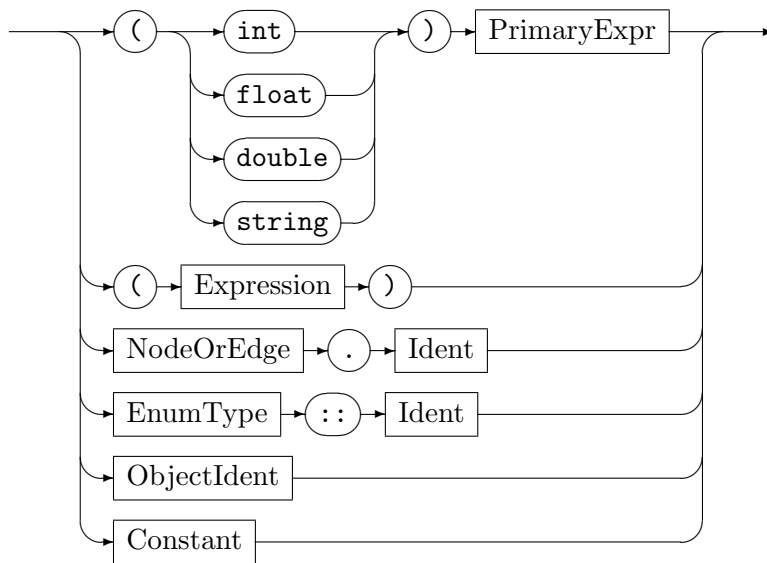 ( int ) PrimaryExpr
float
double
string
( Expression )
NodeOrEdge . Ident
EnumType :: Ident
ObjectIdent
Constant